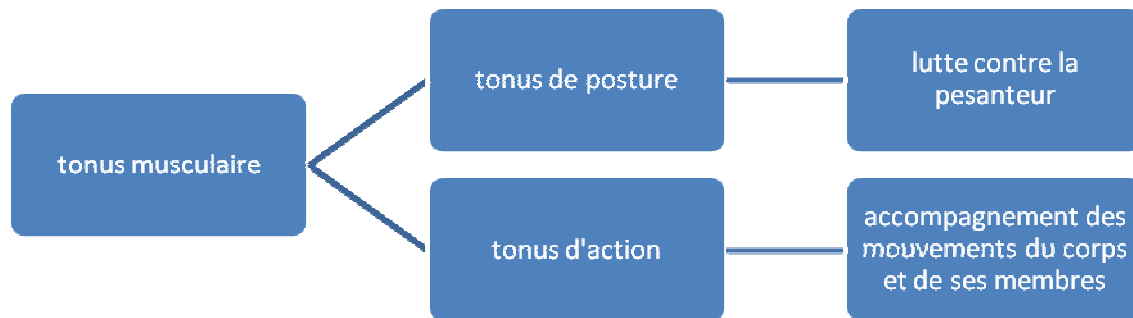 tonus musculaire
tonus de posture
lutte contre la
pesanteur
tonus d'action
accompagnement des
mouvements du corps
et de ses membres